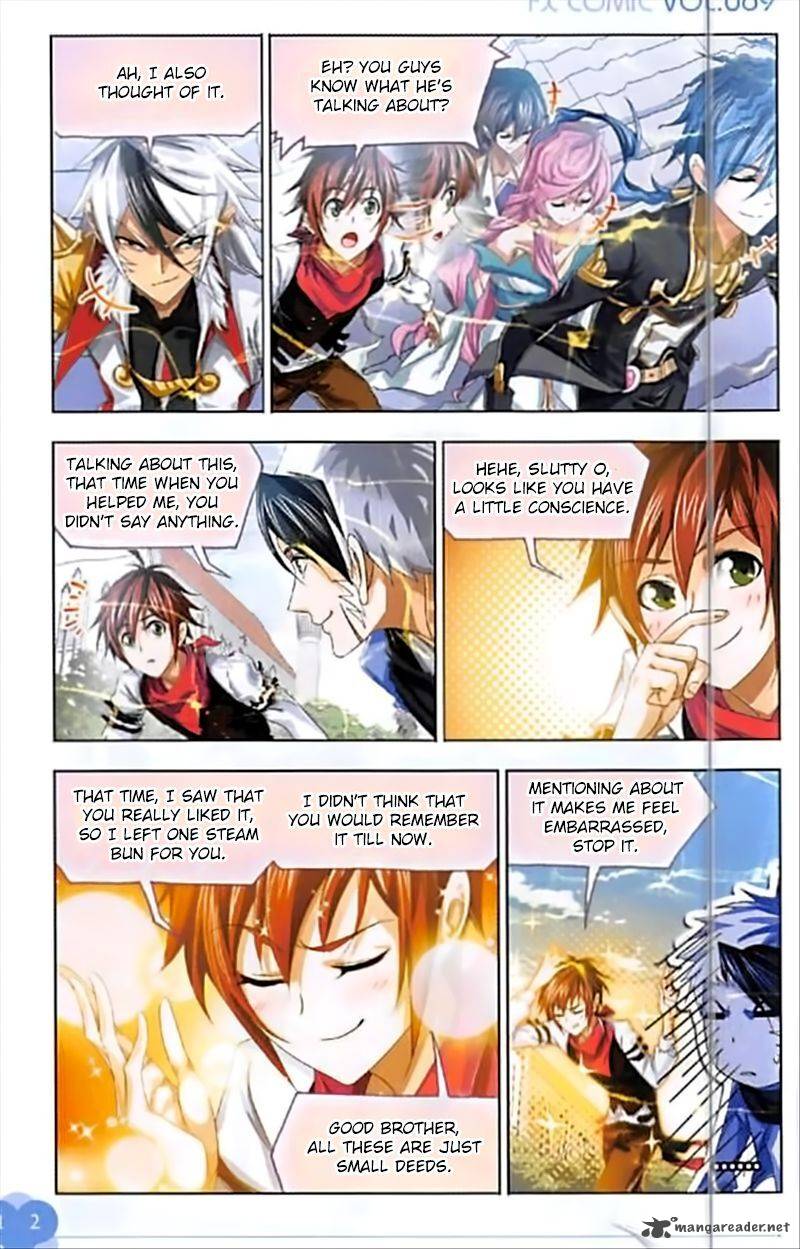 FX COMIC VOL.089
AH, I ALSO
THOUGHT OF IT.
EH? YOU GUYS
KNOW WHAT HE'S
TALKING ABOUT?
TALKING ABOUT THIS,
THAT TIME WHEN YOU
HELPED ME, YOU
DIDN'T SAY ANYTHING.
HEHE, SLUTTY O,
LOOKS LIKE YOU HAVE
A LITTLE CONSCIENCE.
THAT TIME, I SAW THAT
YOU REALLY LIKED IT,
SO I LEFT ONE STEAM
BUN FOR YOU.
I DIDN'T THINK THAT
YOU WOULD REMEMBER
IT TILL NOW.
GOOD BROTHER,
ALL THESE ARE JUST
SMALL DEEDS.
MENTIONING ABOUT
IT MAKES ME FEEL
EMBARRASSED,
STOP IT.
......
1 2
mangareader.net